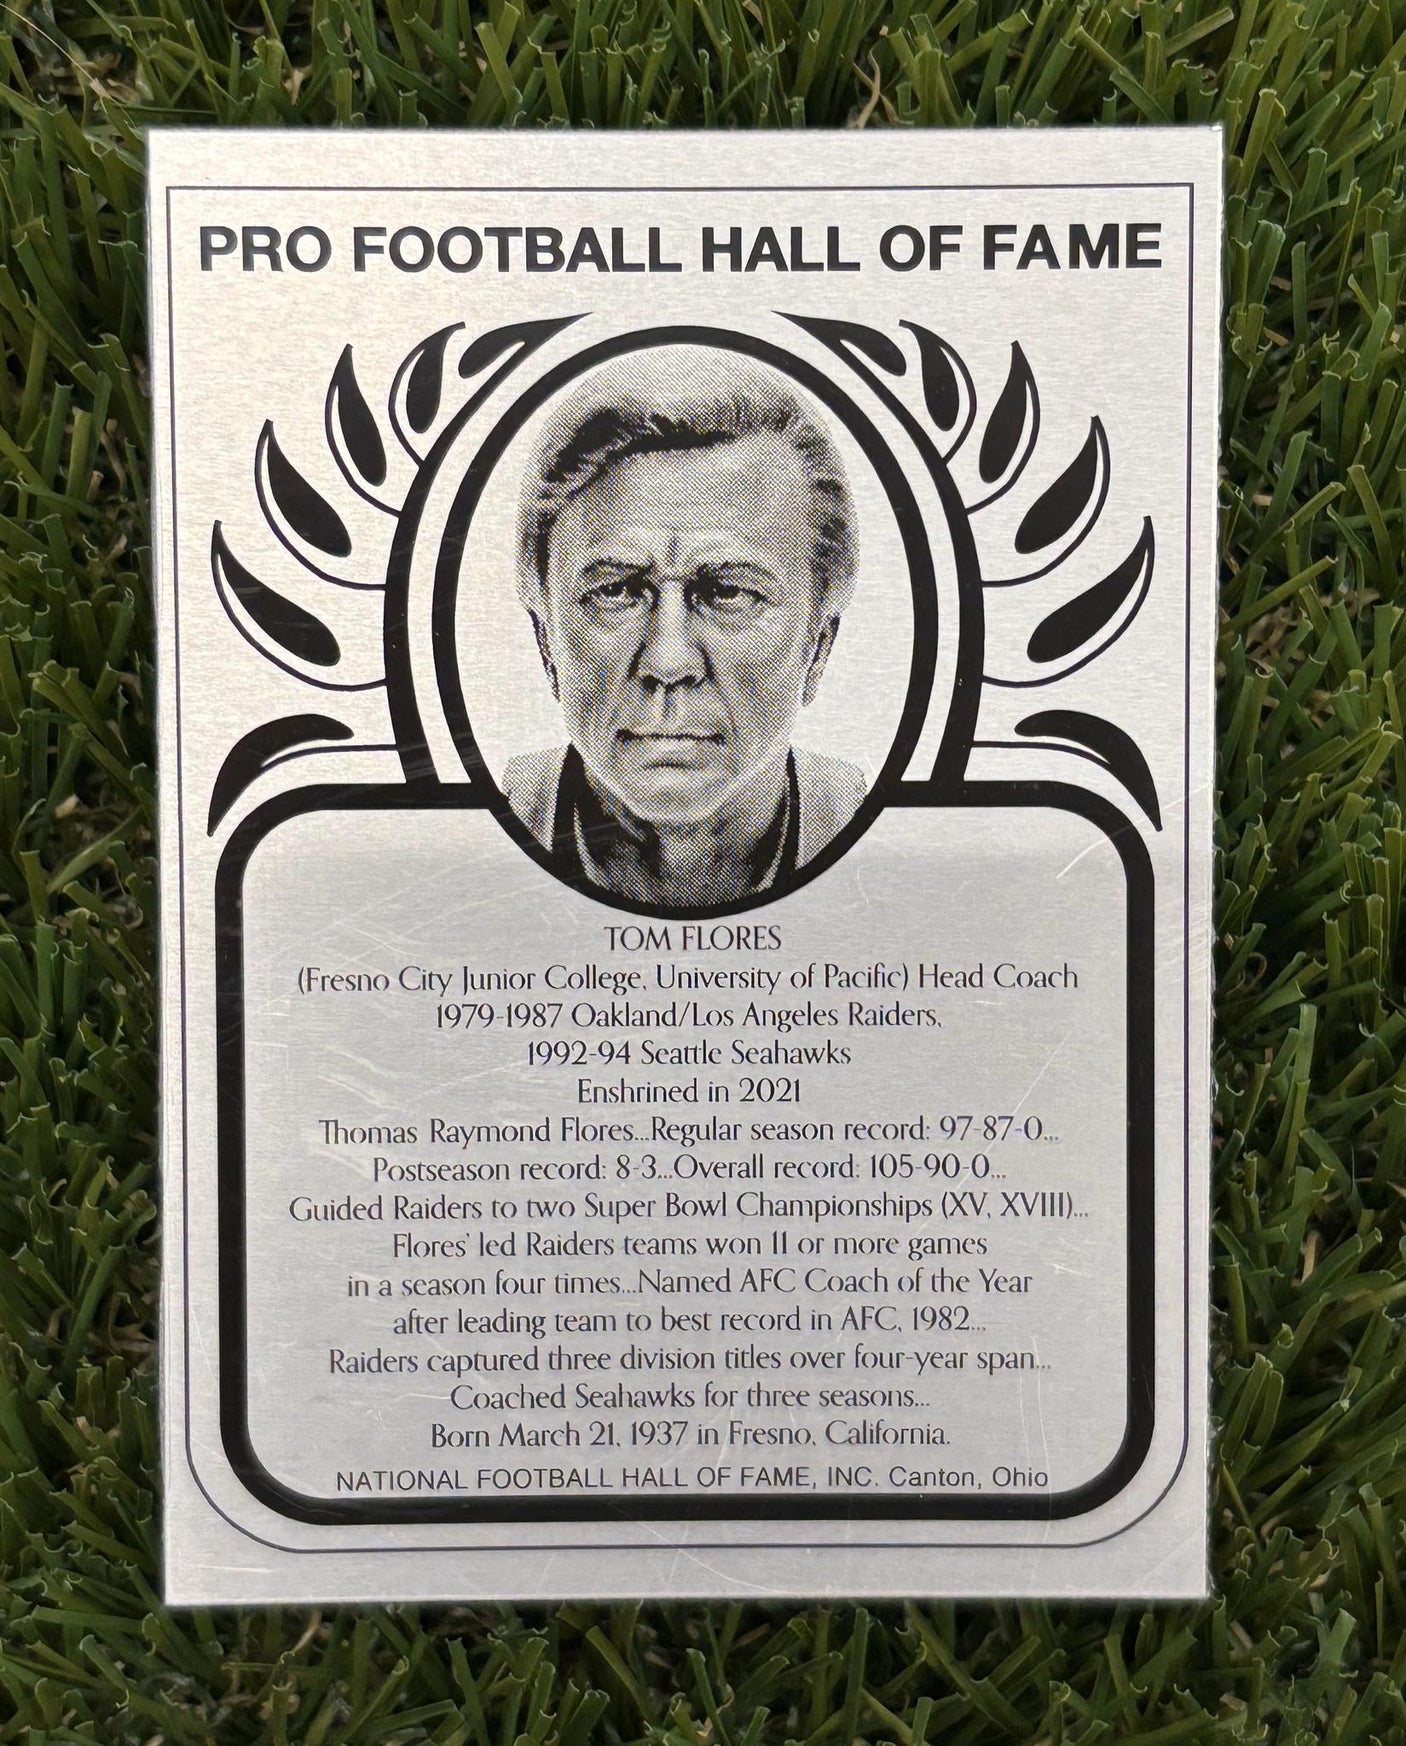 PRO FOOTBALL HALL OF FAME
TOM FLORES
(Fresno City Junior College, University of Pacific) Head Coach
1979-1987 Oakland/Los Angeles Raiders,
1992-94 Seattle Seahawks
Enshrined in 2021
Thomas Raymond Flores...Regular season record: 97-87-0...
Postseason record: 8-3...Overall record: 105-90-0...
Guided Raiders to two Super Bowl Championships (XV, XVIII)...
Flores' led Raiders teams won 11 or more games
in a season four times...Named AFC Coach of the Year
after leading team to best record in AFC, 1982...
Raiders captured three division titles over four-year span...
Coached Seahawks for three seasons...
Born March 21, 1937 in Fresno, California.
NATIONAL FOOTBALL HALL OF FAME, INC. Canton, Ohio